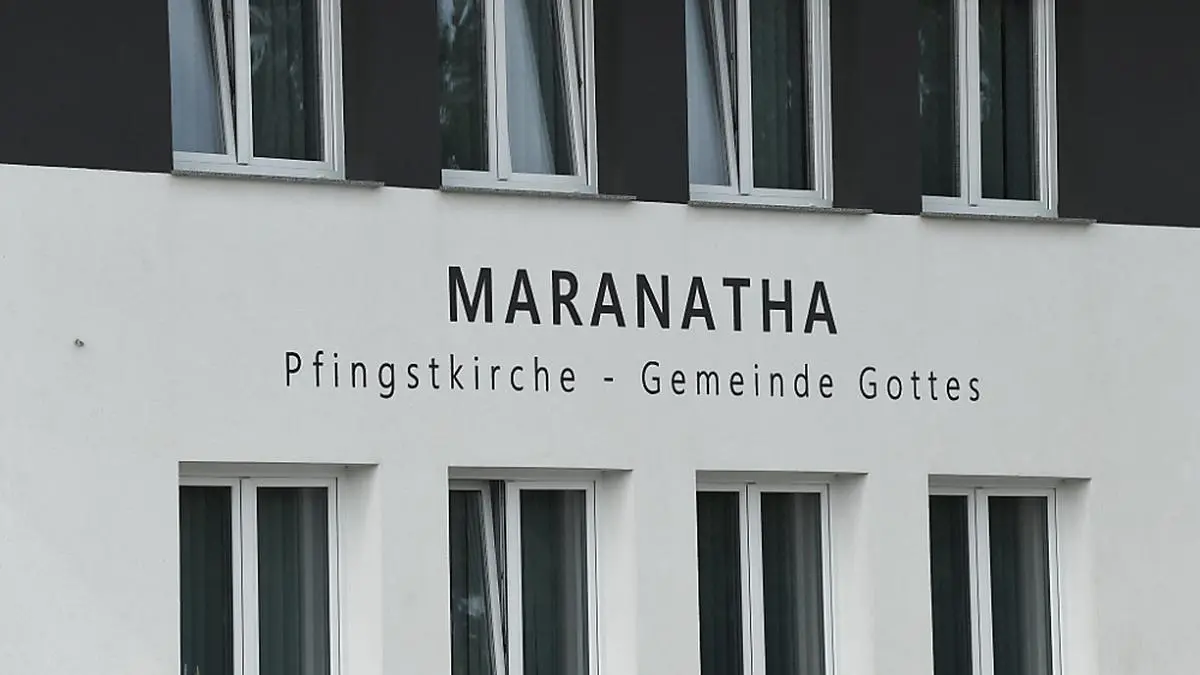 MARANATHA
Pfingstkirche - Gemeinde Gottes